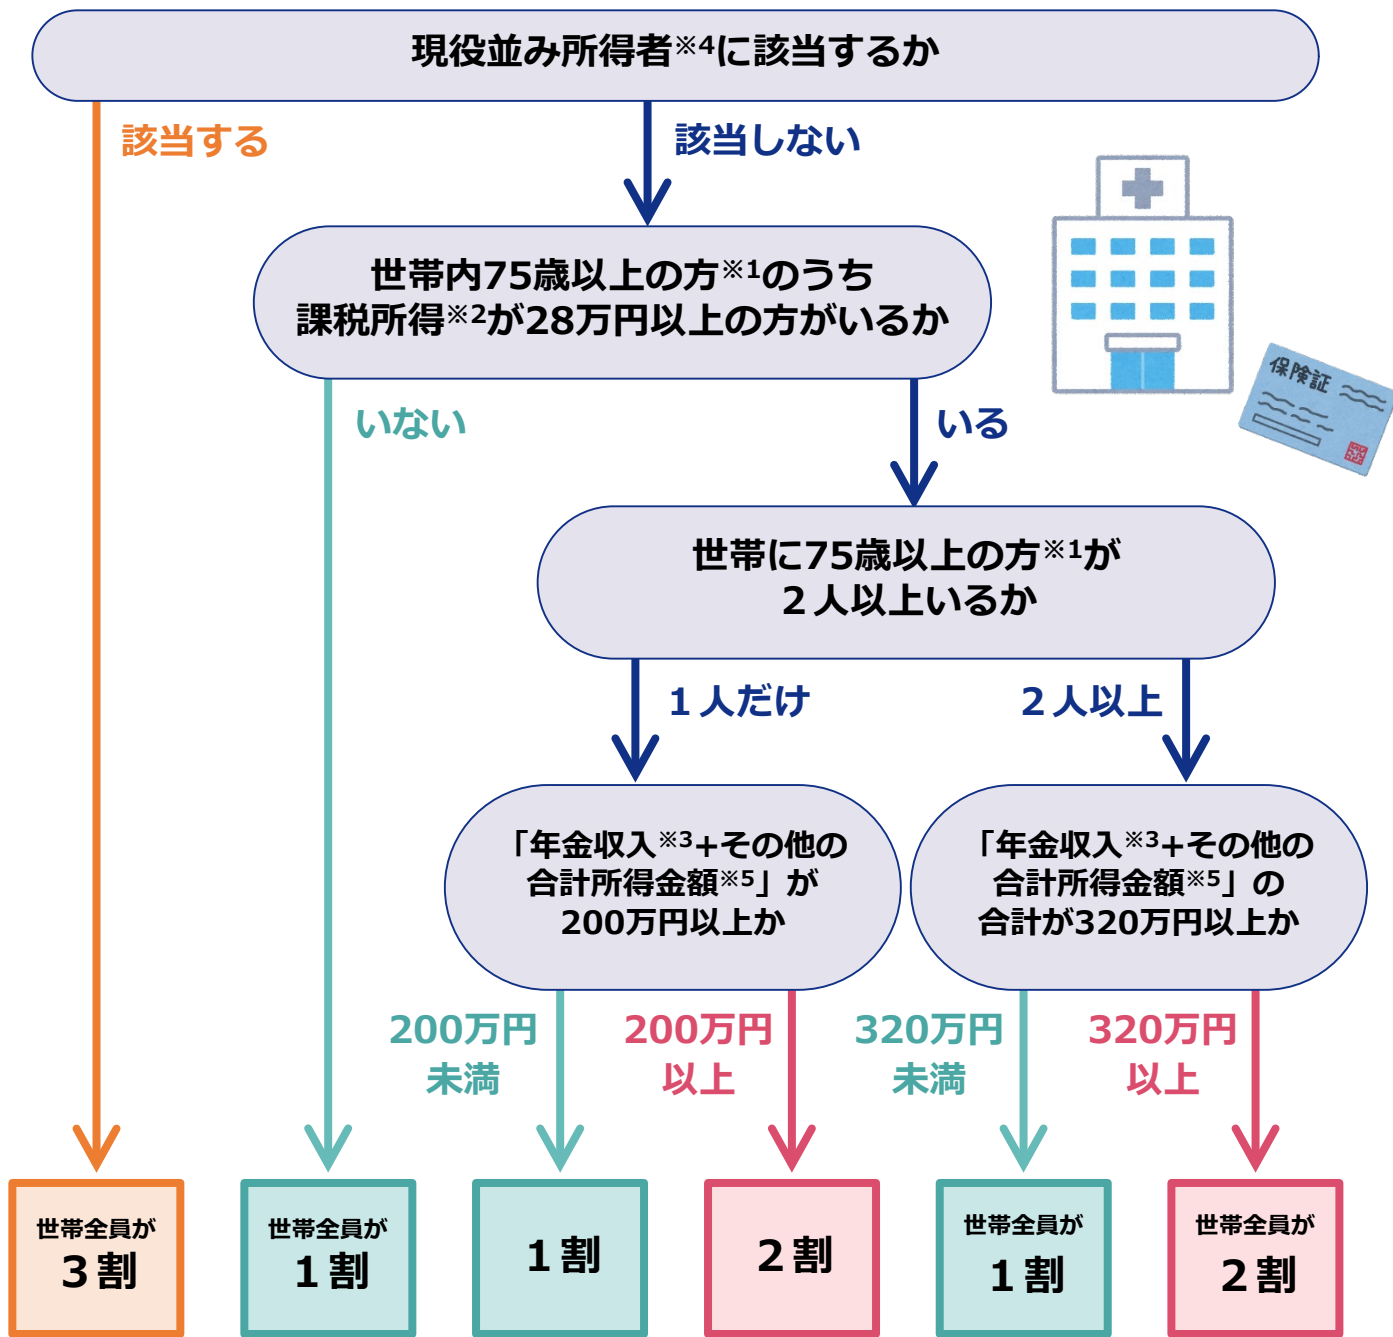 現役並み所得者※4に該当するか
該当する
該当しない
世帯内75歳以上の方※1のうち
課税所得※2が28万円以上の方がいるか
保険証
いない
いる
世帯に75歳以上の方※1が
２人以上いるか
１人だけ
２人以上
「年金収入※3+その他の
合計所得金額※5」が
200万円以上か
「年金収入※3+その他の
合計所得金額※5」の
合計が320万円以上か
200万円
未満
200万円
以上
320万円
未満
320万円
以上
世帯全員が
３割
世帯全員が
１割
１割
２割
世帯全員が
１割
世帯全員が
２割